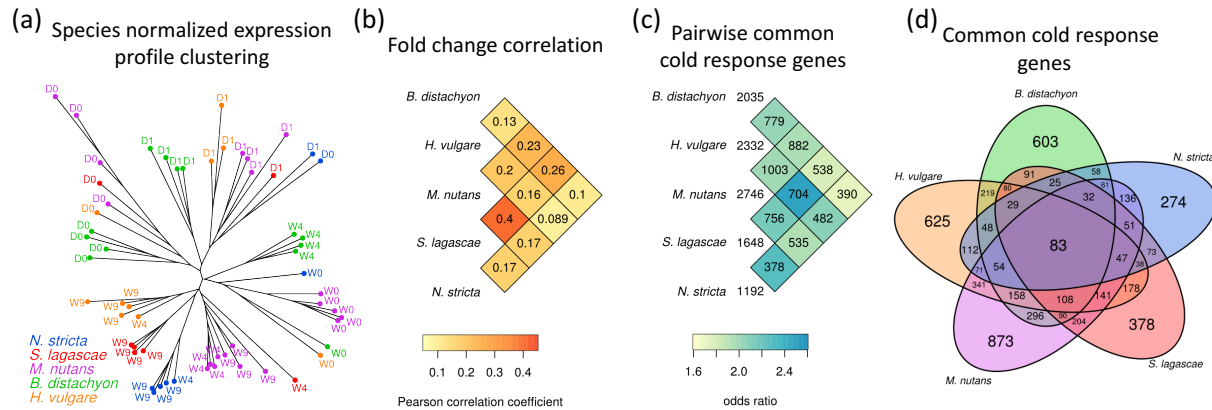 (a)
Species normalized expression
profile clustering
D0
D0
D0
D0
D0
D0
D0
D0
D0
D0
D1
D1
D1
D1
D1
D1
D1
D1
D1
D1
D1
D1
D0
W4
W4
W4
W4
W0
W0
W0
W0
W0
W0
W0
W9
W9
W9
W9
W4
W9
W9
W9
W9
W9
W9
W9
W4
W4
W4
W9
W9
W9
W9
W4
N. stricta
S. lagascae
M. nutans
B. distachyon
H. vulgare
(b)
Fold change correlation
B. distachyon
H. vulgare
M. nutans
S. lagascae
N. stricta
0.13
0.23
0.2
0.26
0.16
0.1
0.4
0.089
0.17
0.17
0.1 0.2 0.3 0.4
Pearson correlation coefficient
(c)
Pairwise common
cold response genes
2035
2332
2746
1648
1192
779
882
1003
538
704
390
756
482
535
378
1.6 2.0 2.4
odds ratio
(d)
Common cold response
genes
B. distachyon
N. stricta
H. vulgare
M. nutans
S. lagascae
603
274
625
873
378
91
25
58
219
80
61
29
32
136
48
51
112
83
73
54
47
38
71
341
178
158
108
141
296
90
204